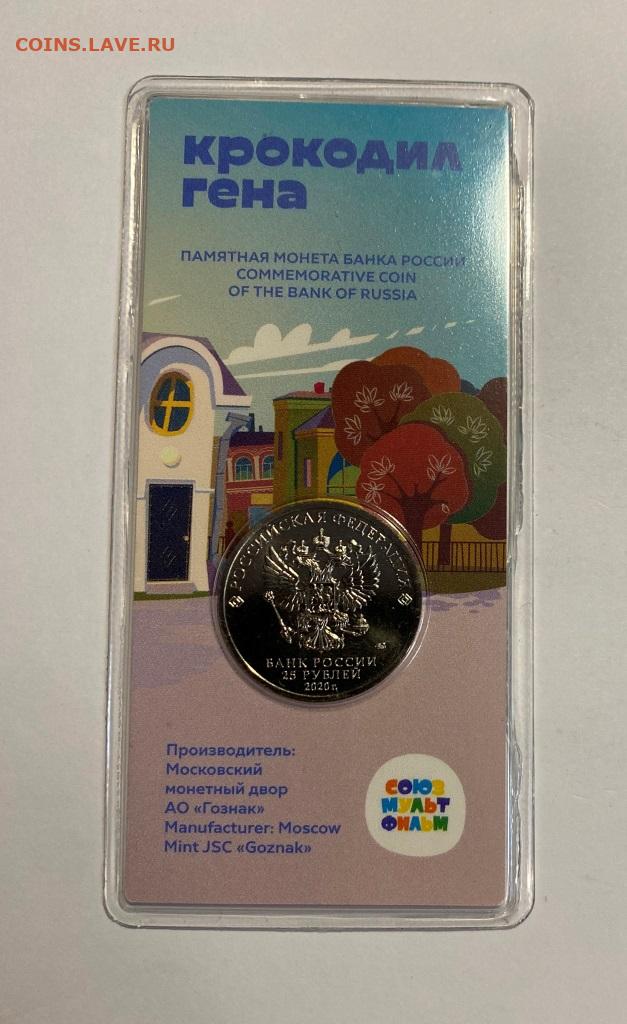 COINS.LAVE.RU
крокодил
гена
ПАМЯТНАЯ МОНЕТА БАНКА РОССИИ
COMMEMORATIVE COIN
OF THE BANK OF RUSSIA
РОССИЙСКАЯ ФЕДЕРАЦИЯ
БАНК РОССИИ
25 РУБЛЕЙ
2020 г.
Производитель:
Московский
монетный двор
АО «Гознак»
Manufacturer: Moscow
Mint JSC «Goznak»
СОЮЗ
МУЛЬТ
ФИЛЬМ